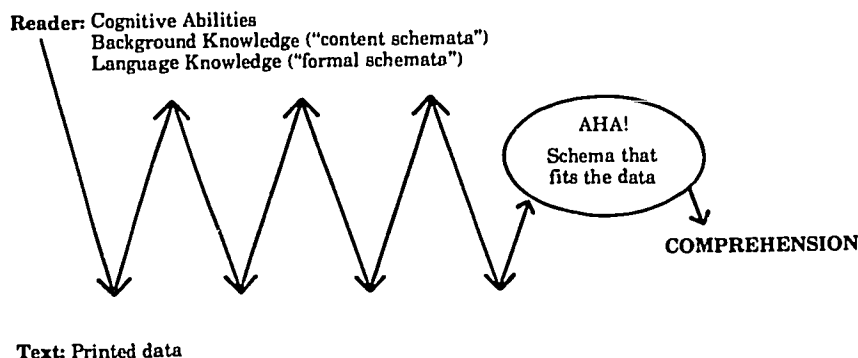 Reader: Cognitive Abilities
Background Knowledge ("content schemata")
Language Knowledge ("formal schemata")
AHA!
Schema that
fits the data
COMPREHENSION
Text: Printed data